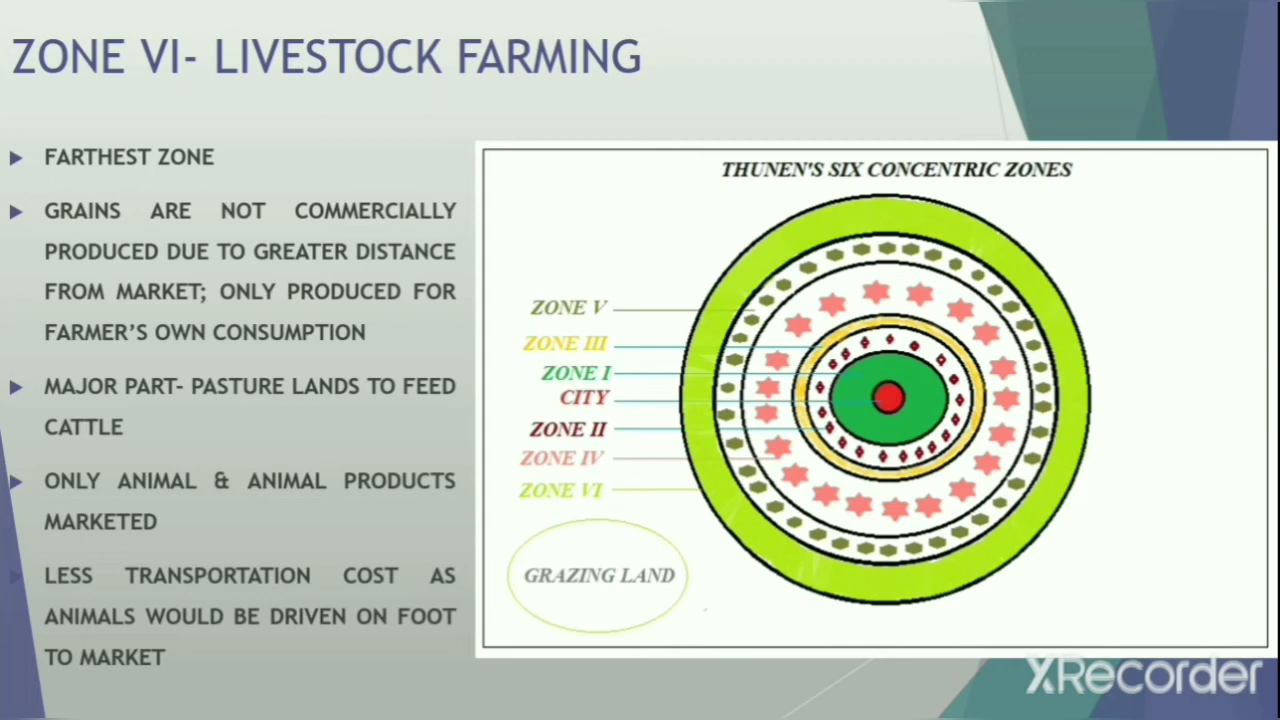 ZONE VI- LIVESTOCK FARMING
FARTHEST ZONE
GRAINS ARE NOT COMMERCIALLY
PRODUCED DUE TO GREATER DISTANCE
FROM MARKET; ONLY PRODUCED FOR
FARMER'S OWN CONSUMPTION
MAJOR PART- PASTURE LANDS TO FEED
CATTLE
ONLY ANIMAL & ANIMAL PRODUCTS
MARKETED
LESS TRANSPORTATION COST AS
ANIMALS WOULD BE DRIVEN ON FOOT
TO MARKET
THUNEN'S SIX CONCENTRIC ZONES
ZONE V
ZONE III
ZONE I
CITY
ZONE II
ZONE IV
ZONE VI
GRAZING LAND
XRecorder